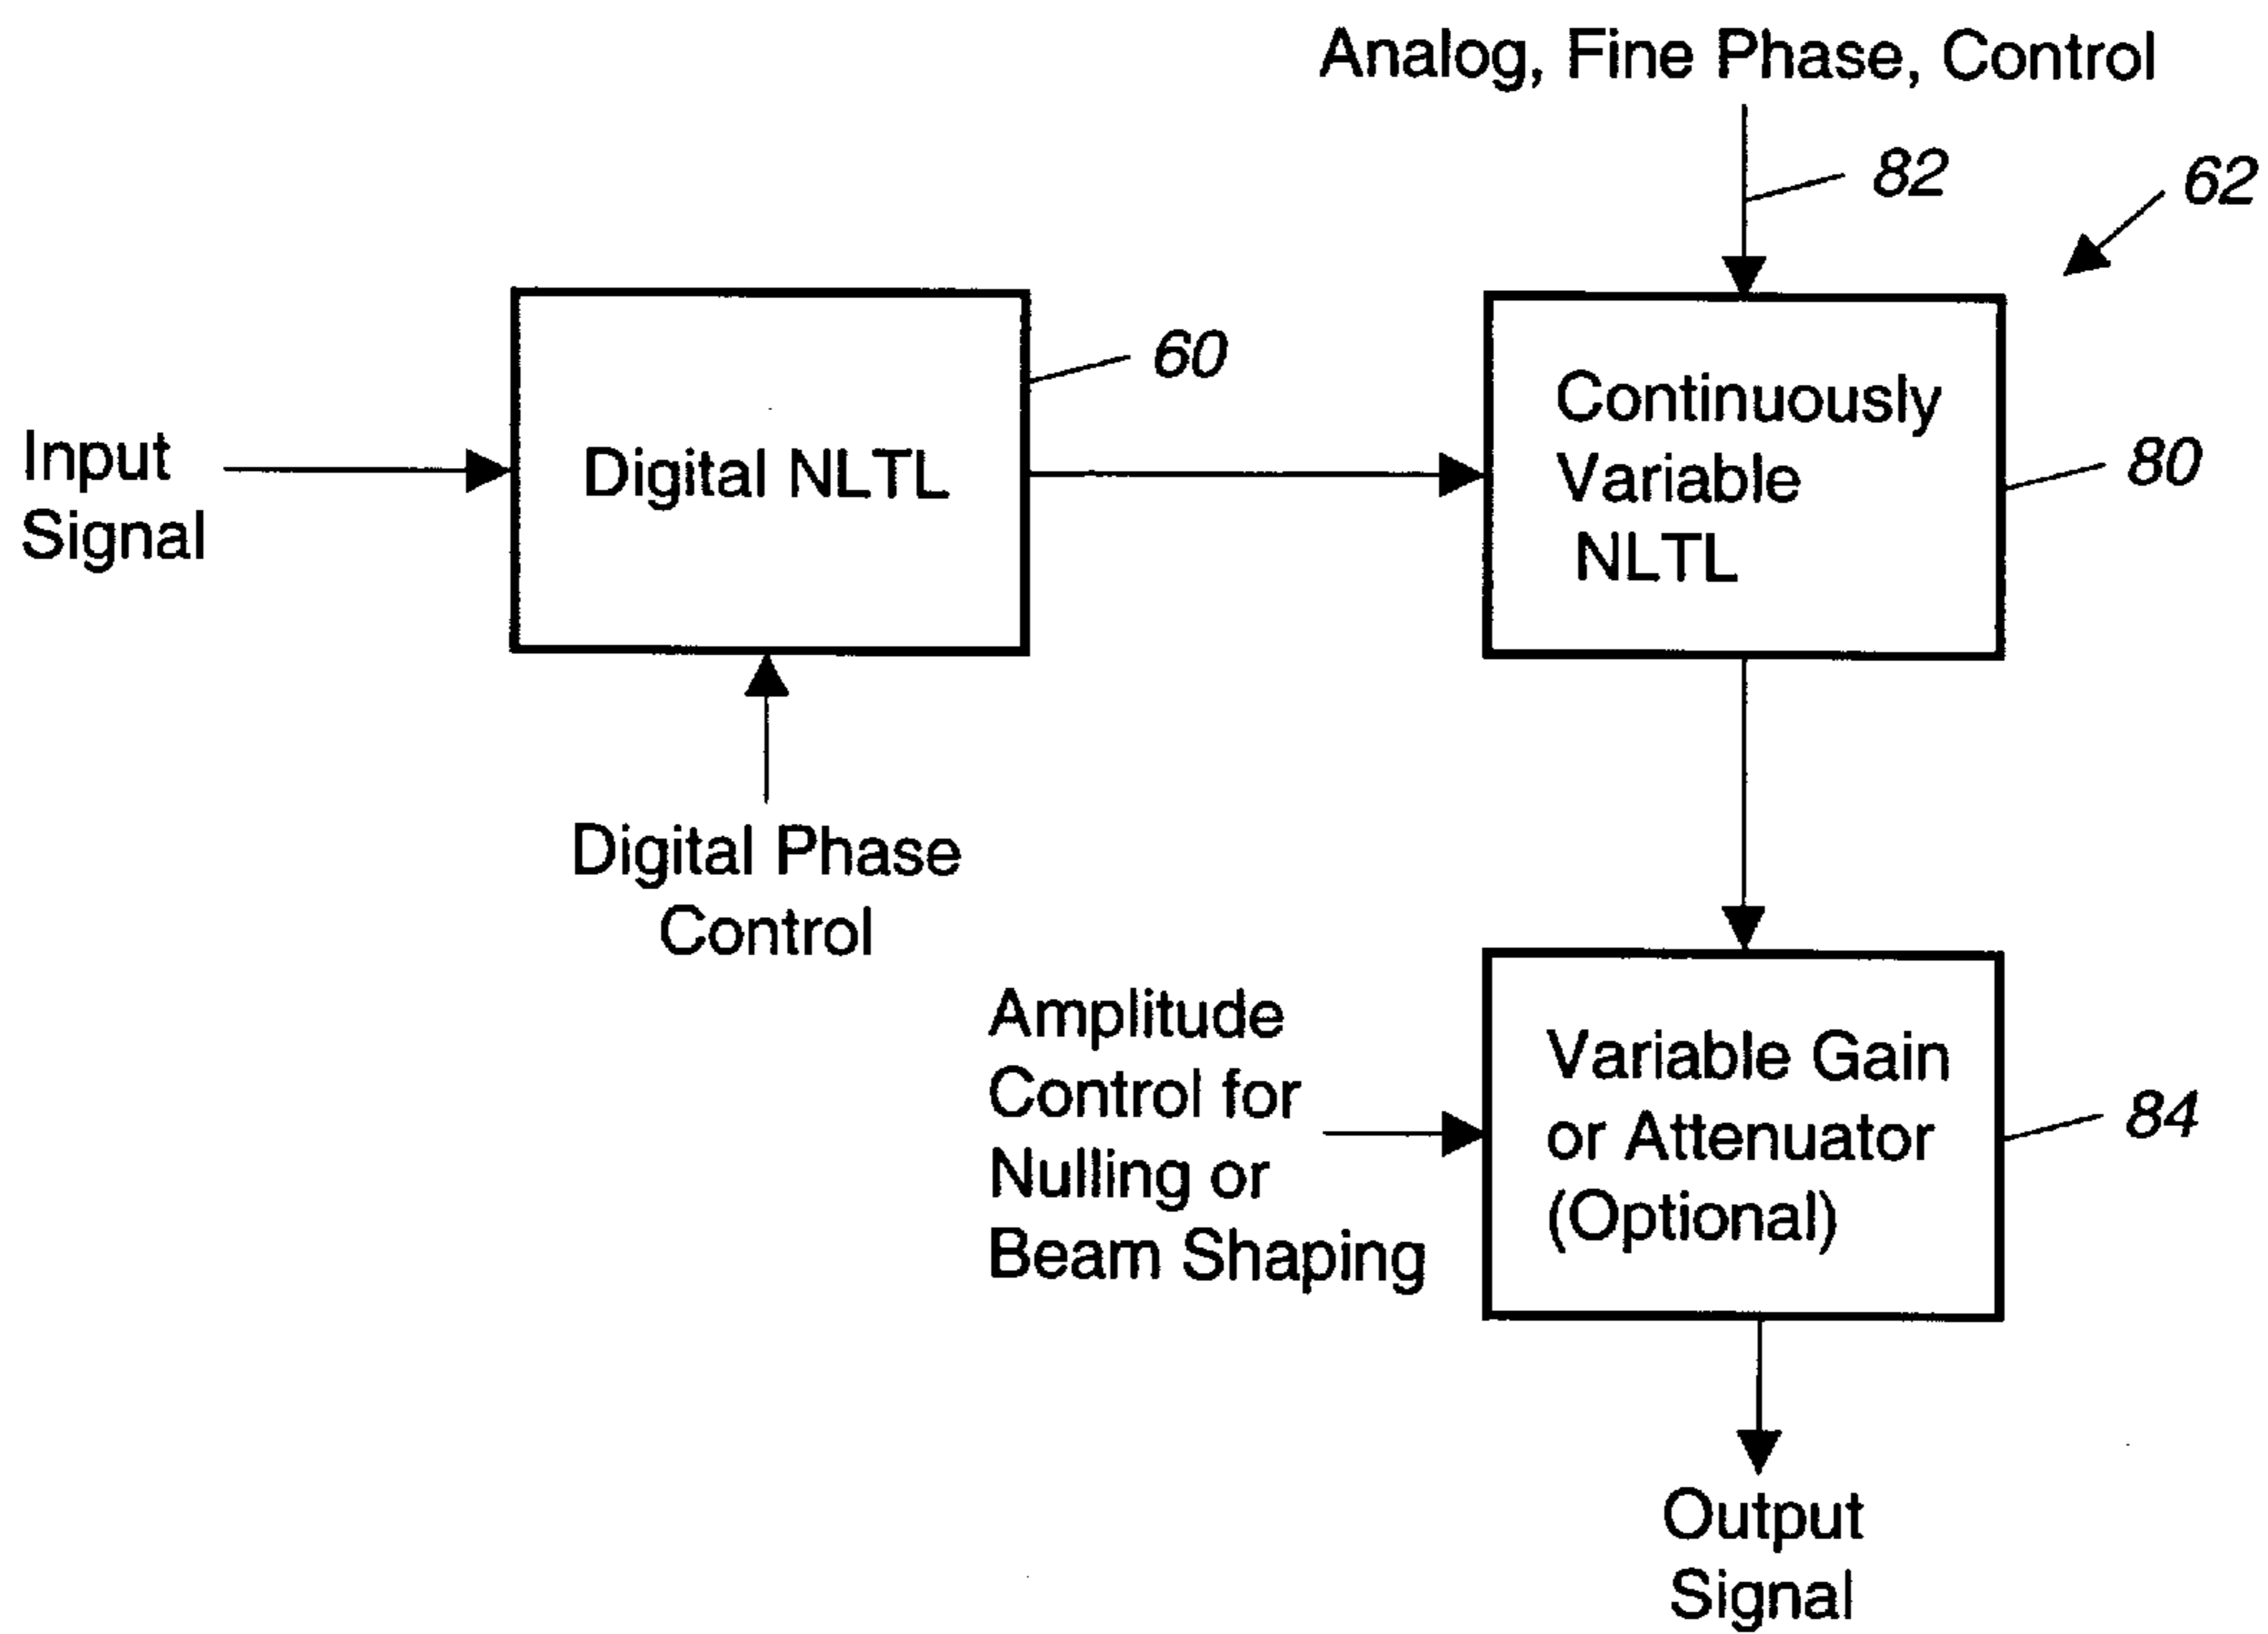 Analog, Fine Phase, Control
82
62
60
Input
Signal
Digital NLTL
Continuously
Variable
NLTL
80
Digital Phase
Control
Amplitude
Control for
Nulling or
Beam Shaping
Variable Gain
or Attenuator
(Optional)
84
Output
Signal